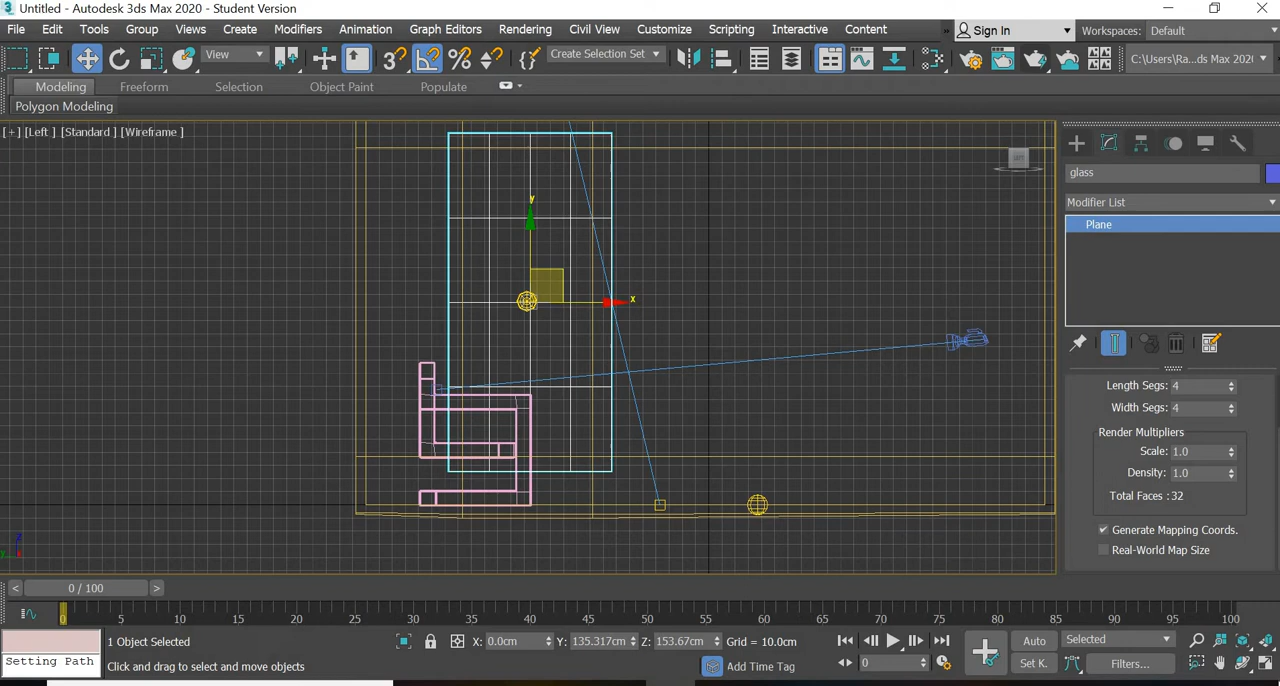 Untitled - Autodesk 3ds Max 2020 - Student Version
File Edit Tools Group Views Create Modifiers Animation Graph Editors Rendering Civil View Customize Scripting Interactive Content Sign In Workspaces: Default
View Create Selection Set C:\Users\Ra...ds Max 202
Modeling Freeform Selection Object Paint Populate
Polygon Modeling
[+] [Left ] [Standard ] [Wireframe ]
glass
Modifier List
Plane
y
x
Length Segs: 4
Width Segs: 4
Render Multipliers
Scale: 1.0
Density: 1.0
Total Faces : 32
Generate Mapping Coords.
Real-World Map Size
z
y
0 / 100
0 5 10 15 20 25 30 35 40 45 50 55 60 65 70 75 80 85 90 95 100
1 Object Selected X: 0.0cm Y: 135.317cm Z: 153.67cm Grid = 10.0cm Auto Selected
Setting Path Click and drag to select and move objects Add Time Tag 0 Set K. Filters...